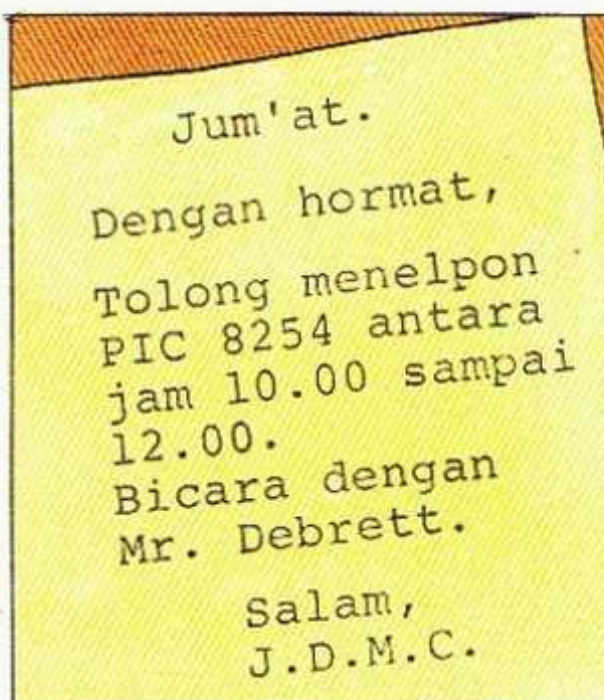 Jum'at.
Dengan hormat,
Tolong menelpon
PIC 8254 antara
jam 10.00 sampai
12.00.
Bicara dengan
Mr. Debrett.
Salam,
J.D.M.C.